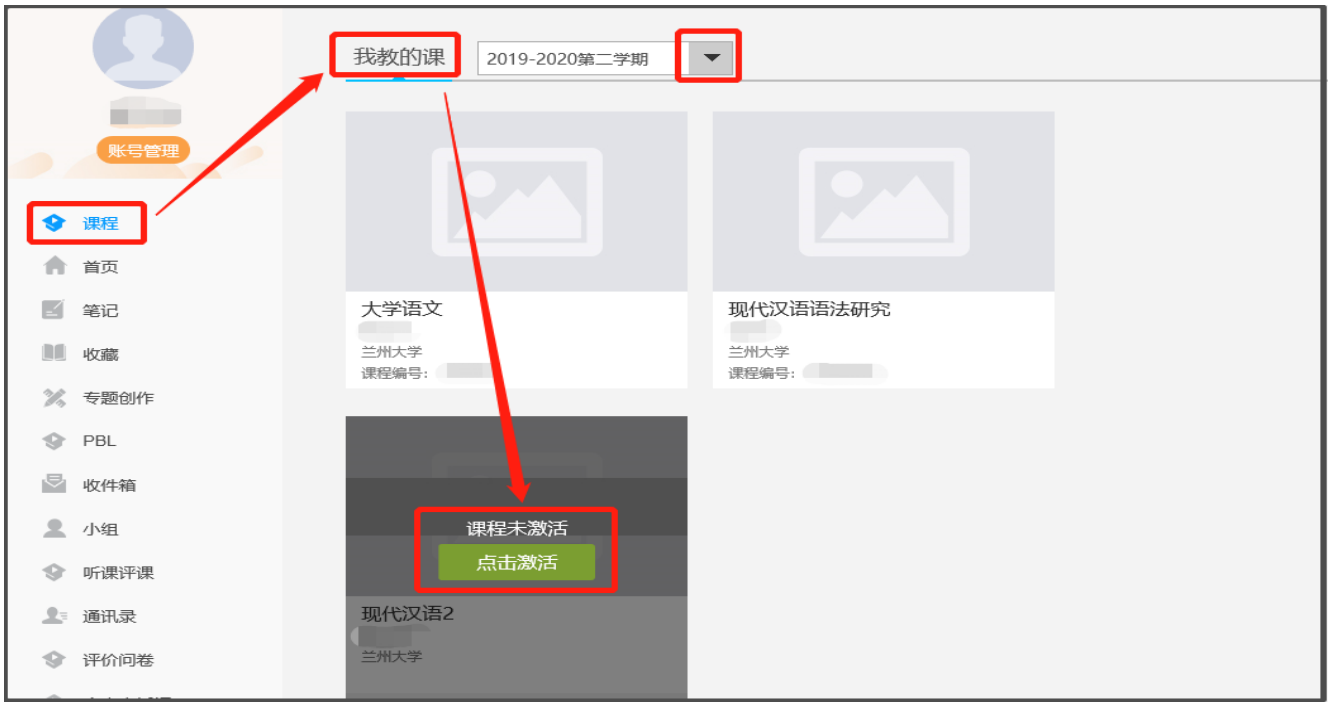 账号管理
课程
首页
笔记
收藏
专题创作
PBL
收件箱
小组
听课评课
通讯录
评价问卷
我教的课
2019-2020第二学期
大学语文
兰州大学
课程编号：
现代汉语语法研究
兰州大学
课程编号：
课程未激活
点击激活
现代汉语2
兰州大学